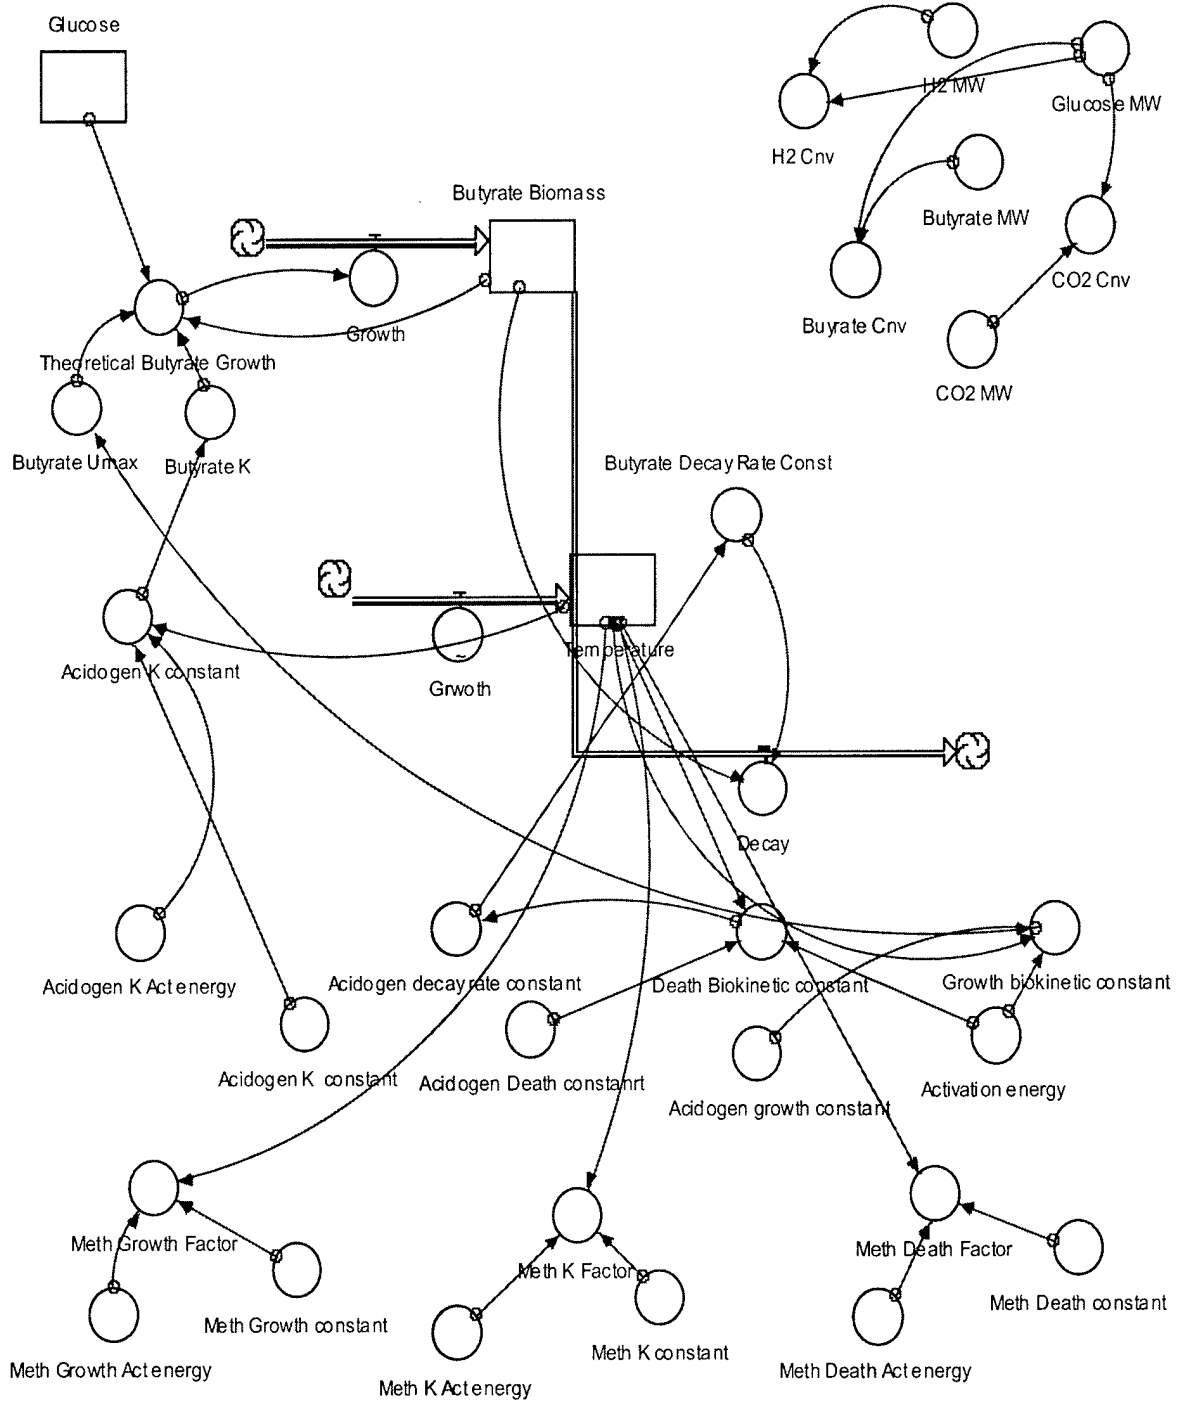 Glucose
H2 MW
Glucose MW
H2 Cnv
Butyrate Biomass
Butyrate MW
CO2 Cnv
Buyrate Cnv
Growth
Theoretical Butyrate Growth
CO2 MW
Butyrate Umax
Butyrate K
Butyrate Decay Rate Const
Temperature
Acidogen K constant
Grwoth
~
Decay
Acidogen K Act energy
Acidogen decay rate constant
Death Biokinetic constant
Growth biokinetic constant
Acidogen K constant
Acidogen Death constanrt
Acidogen growth constant
Activation energy
Meth Growth Factor
Meth K Factor
Meth Death Factor
Meth Growth constant
Meth Death constant
Meth K constant
Meth Growth Act energy
Meth K Act energy
Meth Death Act energy